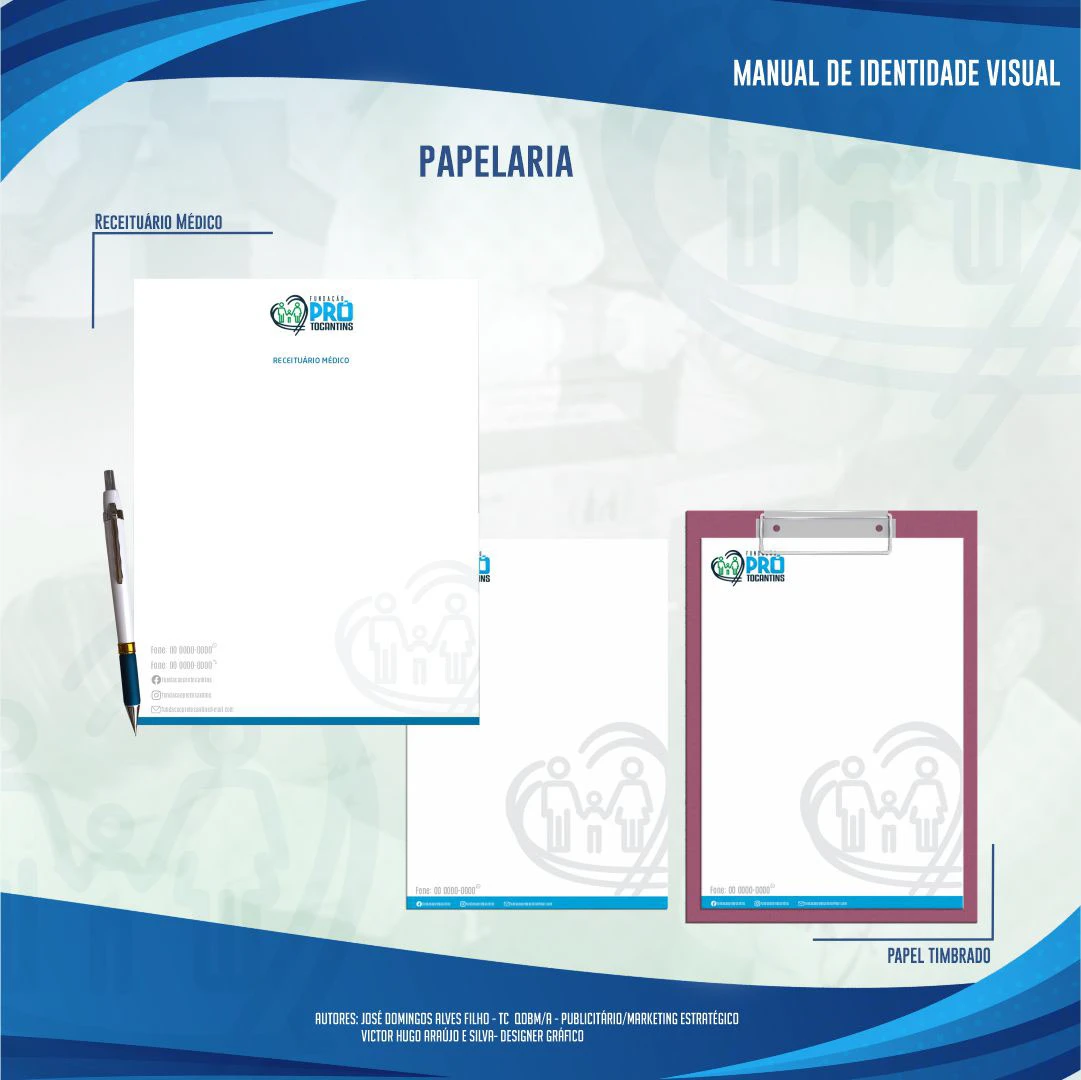 MANUAL DE IDENTIDADE VISUAL
PAPELARIA
RECEITUÁRIO MÉDICO
FUNDAÇÃO
PRÓ
TOCANTINS
RECEITUÁRIO MÉDICO
Fone: 00 0000-0000
Fone: 00 0000-0000
fundacaoprotocantins
fundacaoprotocantins
FUNDAÇÃO
PRÓ
TOCANTINS
Fone: 00 0000-0000
Fone: 00 0000-0000
PAPEL TIMBRADO
AUTORES: JOSÉ DOMINGOS ALVES FILHO - TC QOBM/A - PUBLICITÁRIO/MARKETING ESTRATÉGICO
VICTOR HUGO ARAÚJO E SILVA- DESIGNER GRÁFICO